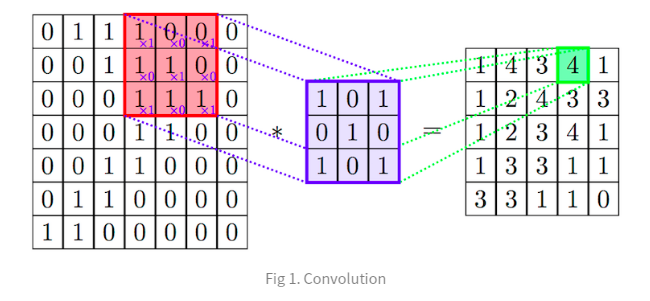 0 1 1 1×1 0×0 0×1 0
0 0 1 1×0 1×1 0×0 0
0 0 0 1×1 1×0 1×1 0
0 0 0 1 1 0 0
0 0 1 1 0 0 0
0 1 1 0 0 0 0
1 1 0 0 0 0 0
*
1 0 1
0 1 0
1 0 1
=
1 4 3 4 1
1 2 4 3 3
1 2 3 4 1
1 3 3 1 1
3 3 1 1 0
Fig 1. Convolution